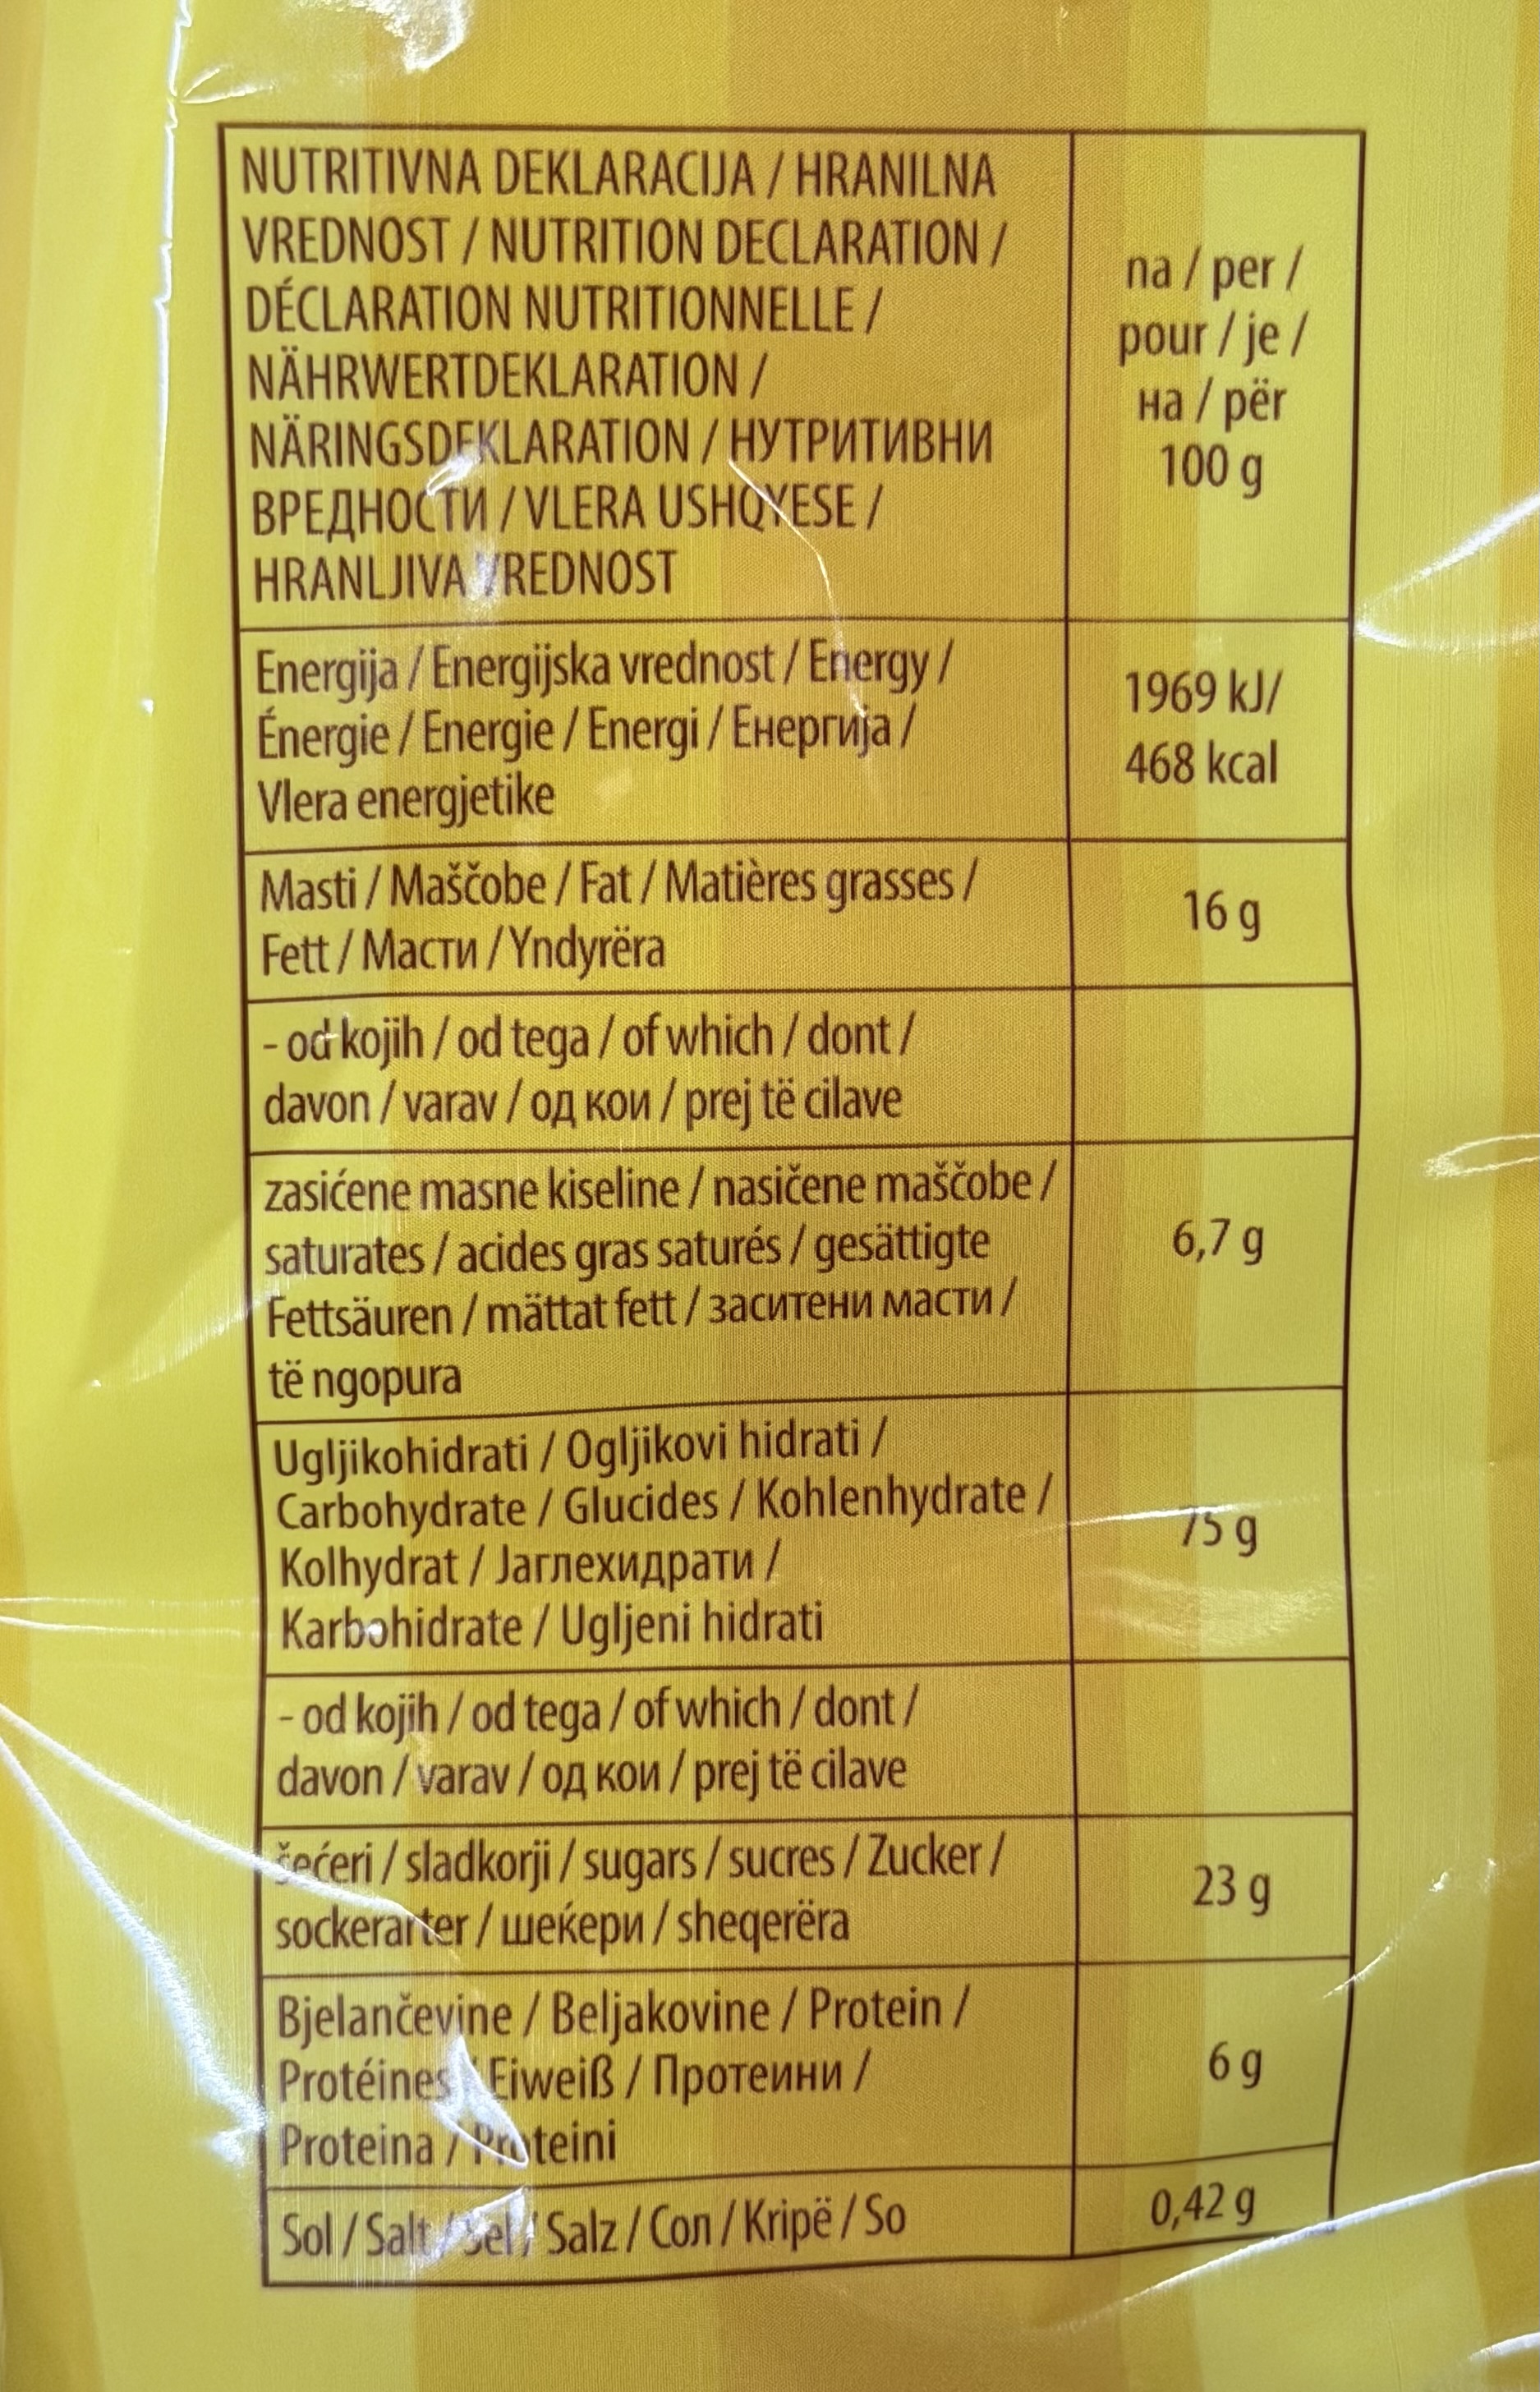 NUTRITIVNA DEKLARACIJA / HRANILNA
VREDNOST / NUTRITION DECLARATION /
DÉCLARATION NUTRITIONNELLE /
NÄHRWERTDEKLARATION /
NÄRINGSDEKLARATION / НУТРИТИВНИ
ВРЕДНОСТИ / VLERA USHQYESE /
HRANLJIVA VREDNOST
na / per /
pour / je /
на / për
100 g
Energija / Energijska vrednost / Energy /
Énergie / Energie / Energi / Енергија /
Vlera energjetike
1969 kJ/
468 kcal
Masti / Maščobe / Fat / Matières grasses /
Fett / Масти / Yndyrëra
16 g
- od kojih / od tega / of which / dont /
davon / varav / од кои / prej të cilave
zasićene masne kiseline / nasičene maščobe /
saturates / acides gras saturés / gesättigte
Fettsäuren / mättat fett / заситени масти /
të ngopura
6,7 g
Ugljikohidrati / Ogljikovi hidrati /
Carbohydrate / Glucides / Kohlenhydrate /
Kolhydrat / Јаглехидрати /
Karbohidrate / Ugljeni hidrati
75 g
- od kojih / od tega / of which / dont /
davon / varav / од кои / prej të cilave
šećeri / sladkorji / sugars / sucres / Zucker /
sockerarter / шеќери / sheqerëra
23 g
Bjelančevine / Beljakovine / Protein /
Protéines / Eiweiß / Протеини /
Proteina / Proteini
6 g
Sol / Salt / Sel / Salz / Сол / Kripë / So
0,42 g